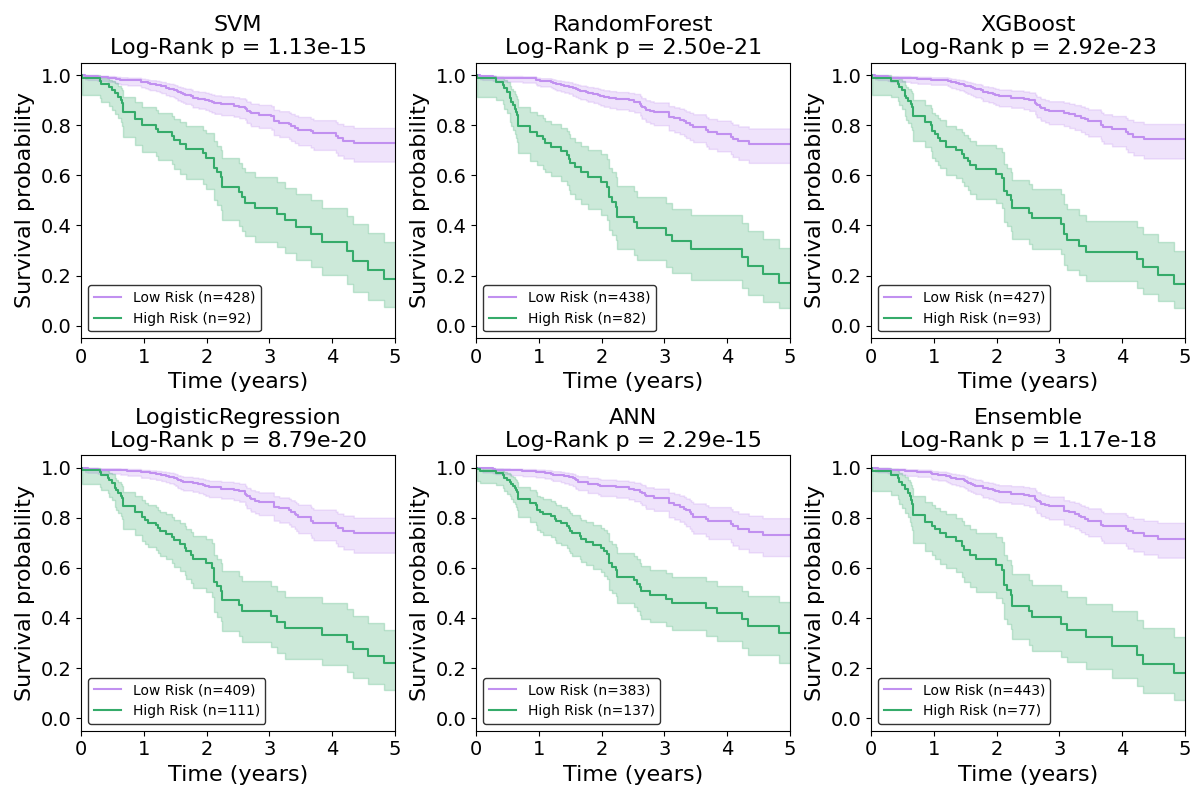 SVM
Log-Rank p = 1.13e-15
Survival probability
1.0
0.8
0.6
0.4
0.2
0.0
Low Risk (n=428)
High Risk (n=92)
0 1 2 3 4 5
Time (years)
RandomForest
Log-Rank p = 2.50e-21
Survival probability
1.0
0.8
0.6
0.4
0.2
0.0
Low Risk (n=438)
High Risk (n=82)
0 1 2 3 4 5
Time (years)
XGBoost
Log-Rank p = 2.92e-23
Survival probability
1.0
0.8
0.6
0.4
0.2
0.0
Low Risk (n=427)
High Risk (n=93)
0 1 2 3 4 5
Time (years)
LogisticRegression
Log-Rank p = 8.79e-20
Survival probability
1.0
0.8
0.6
0.4
0.2
0.0
Low Risk (n=409)
High Risk (n=111)
0 1 2 3 4 5
Time (years)
ANN
Log-Rank p = 2.29e-15
Survival probability
1.0
0.8
0.6
0.4
0.2
0.0
Low Risk (n=383)
High Risk (n=137)
0 1 2 3 4 5
Time (years)
Ensemble
Log-Rank p = 1.17e-18
Survival probability
1.0
0.8
0.6
0.4
0.2
0.0
Low Risk (n=443)
High Risk (n=77)
0 1 2 3 4 5
Time (years)